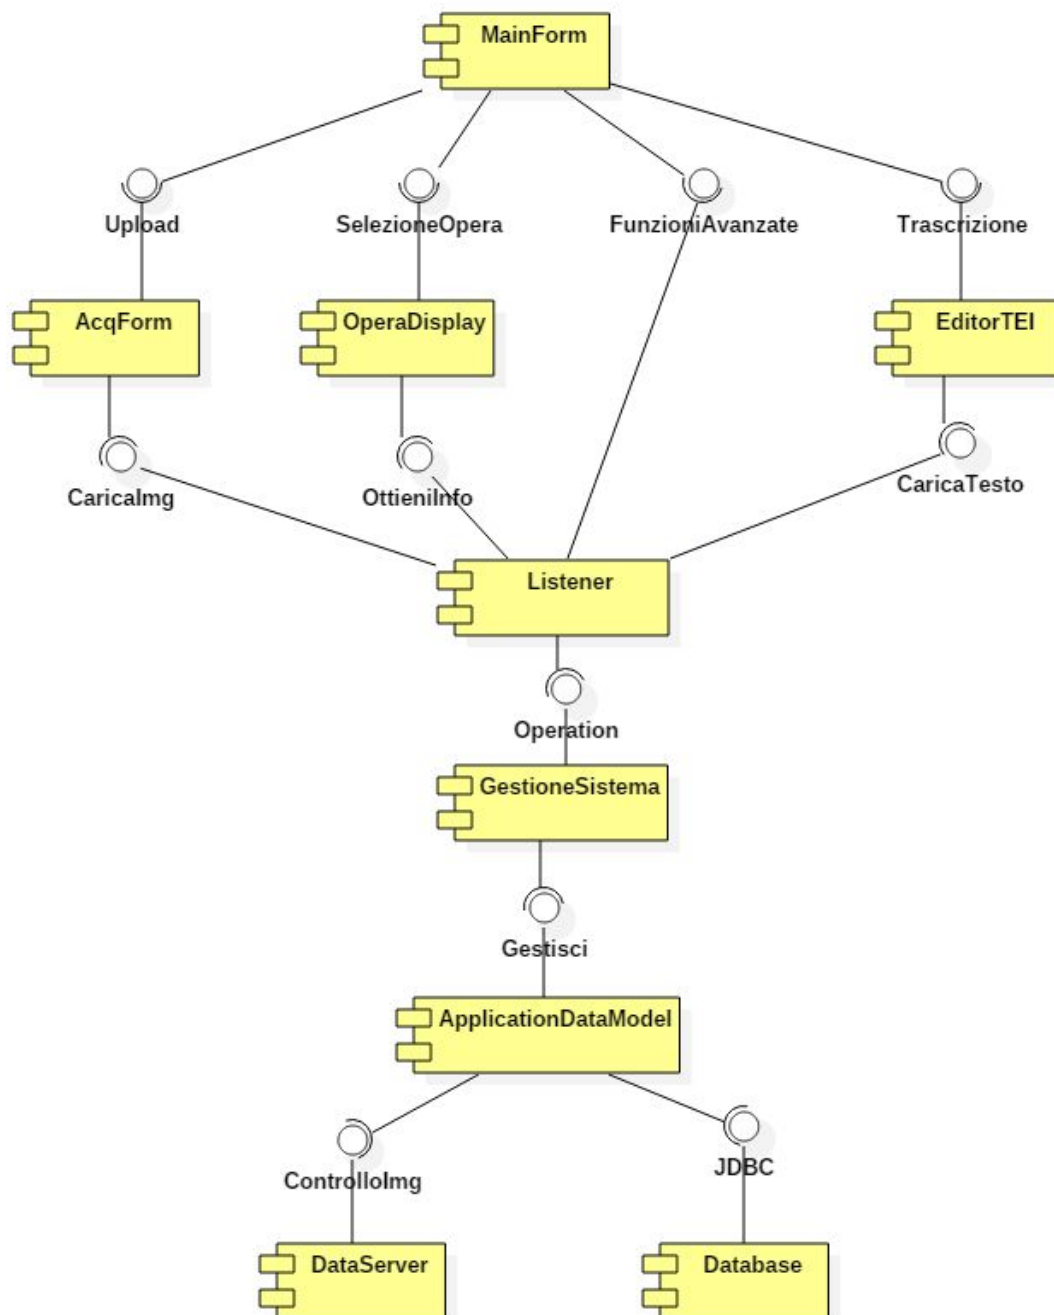 MainForm
Upload
SelezioneOpera
FunzioniAvanzate
Trascrizione
AcqForm
OperaDisplay
EditorTEI
CaricaImg
OttieniInfo
CaricaTesto
Listener
Operation
GestioneSistema
Gestisci
ApplicationDataModel
ControlloImg
JDBC
DataServer
Database